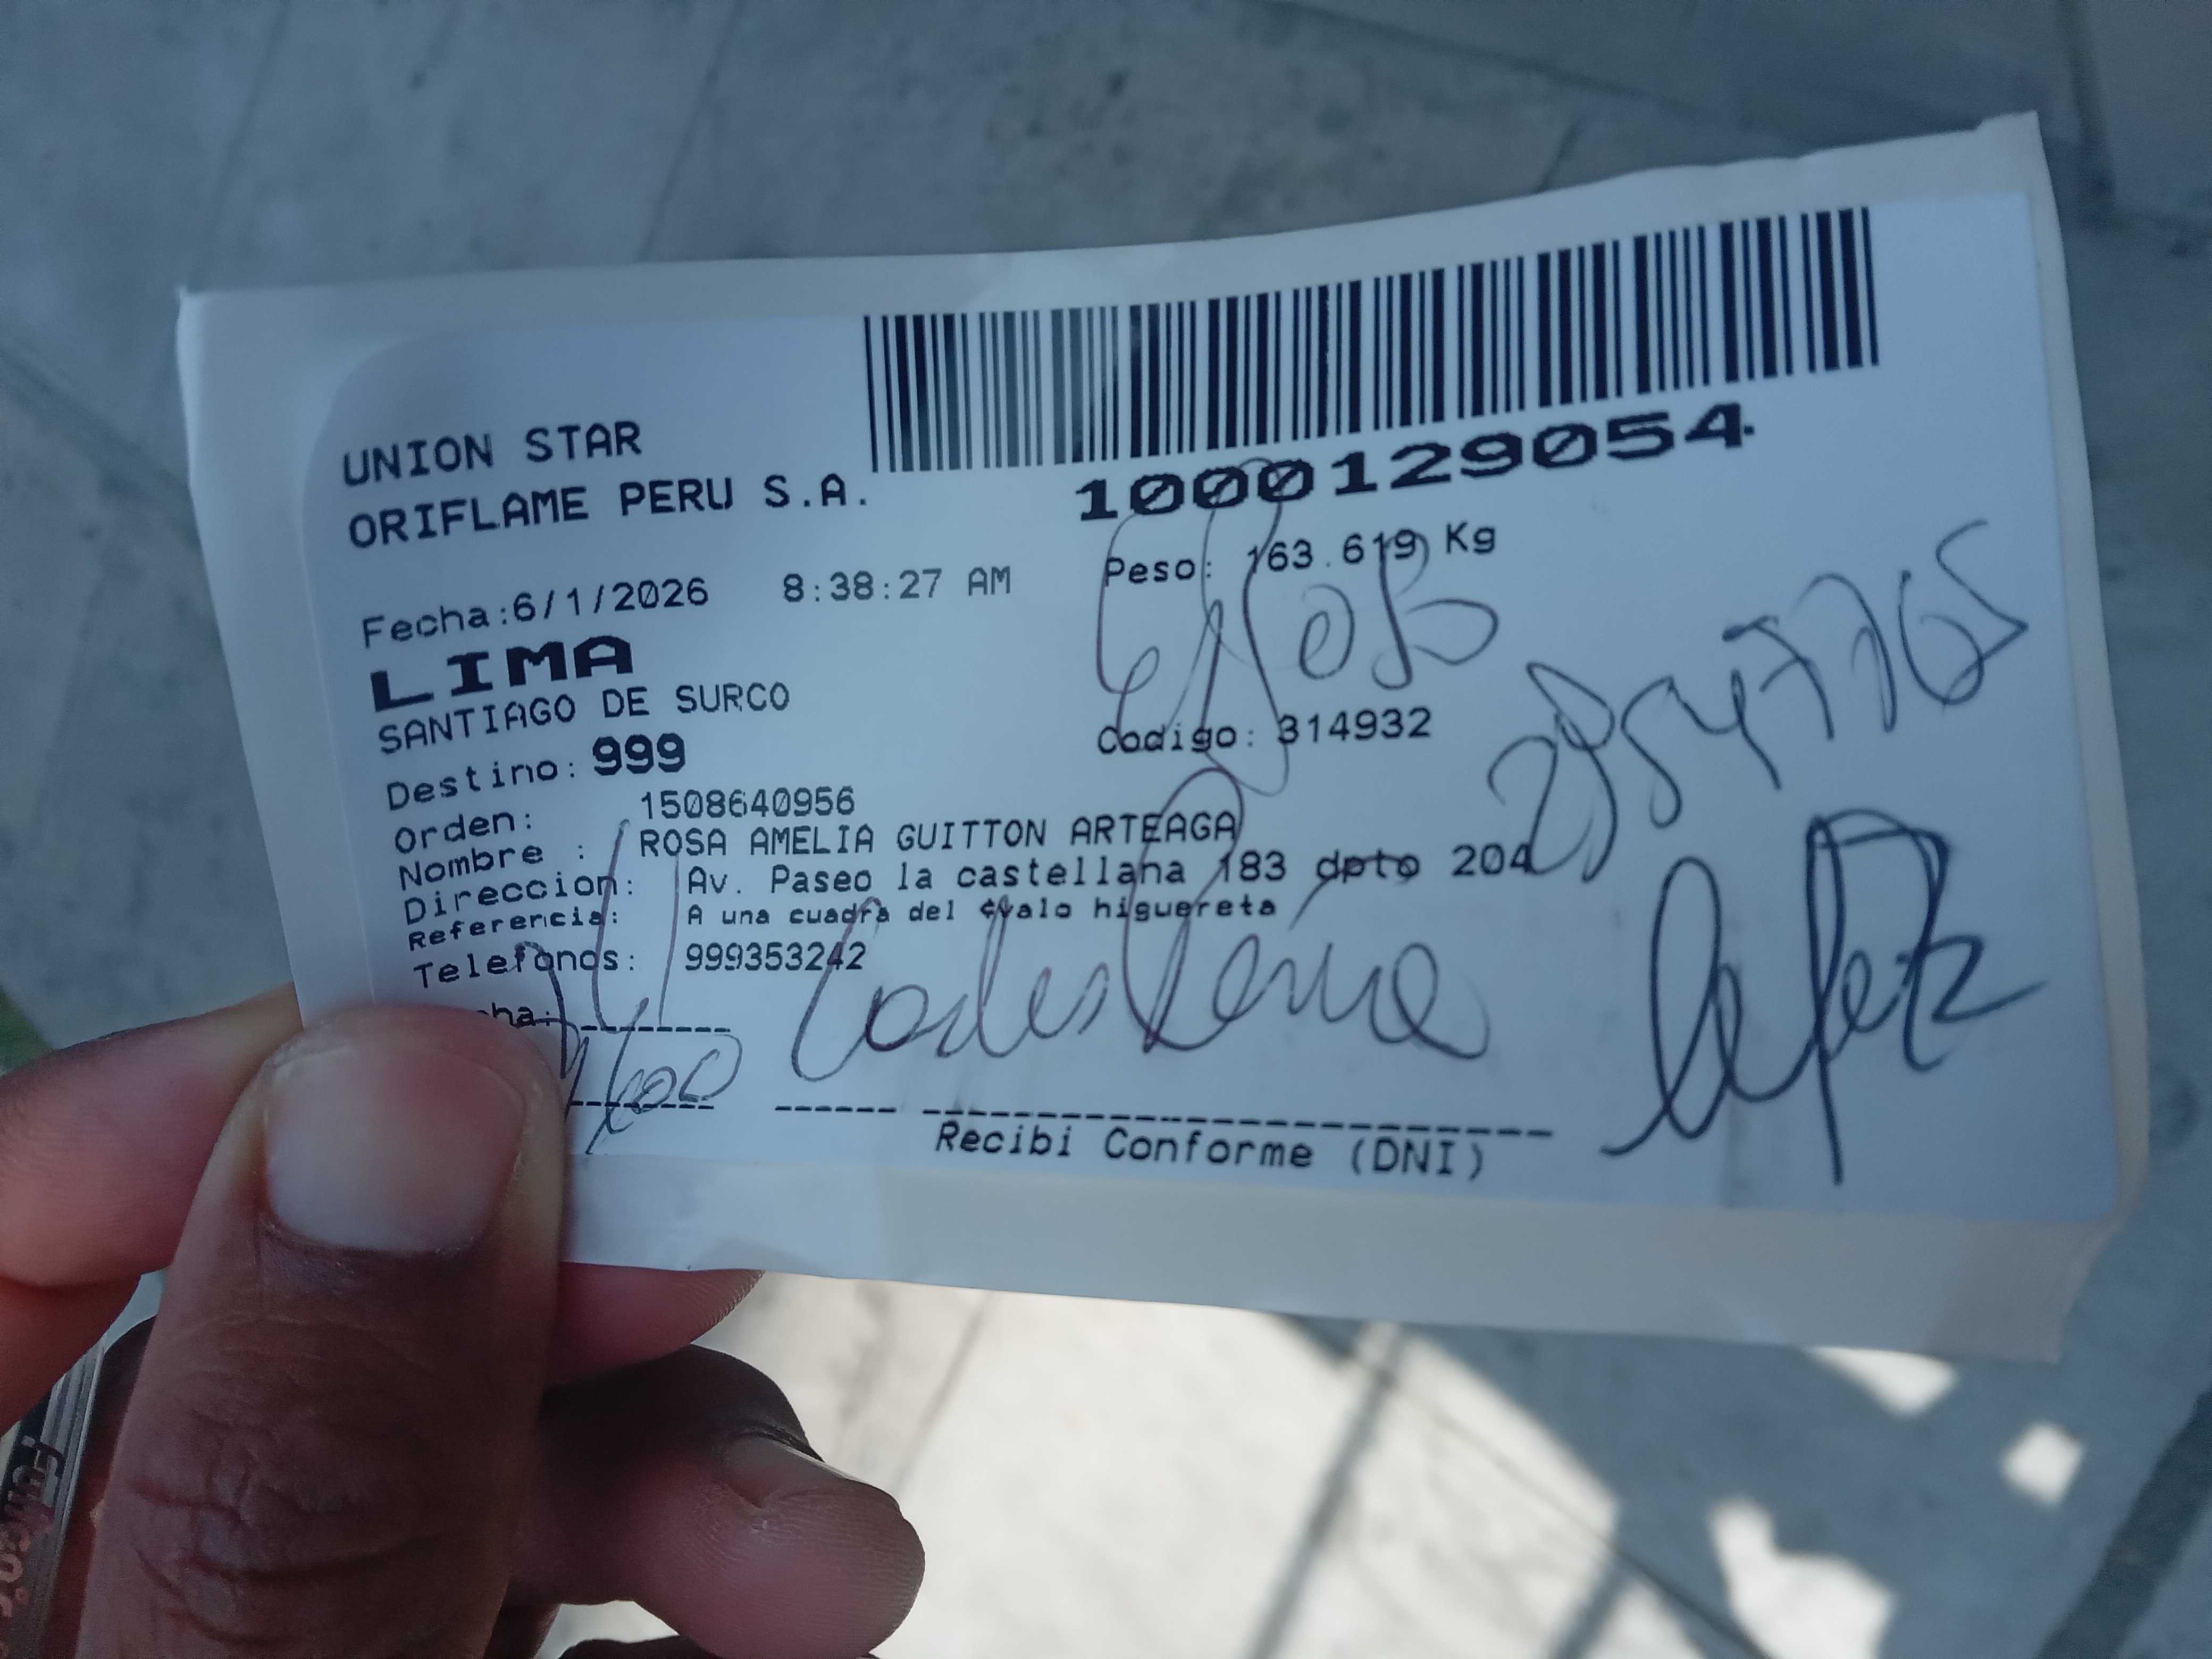 UNION STAR
ORIFLAME PERU S.A.
1000129054
Fecha:6/1/2026 8:38:27 AM
Peso: 163.619 Kg
LIMA
SANTIAGO DE SURCO
Destino: 999
Codigo: 314932
Orden: 1508640956
Nombre : ROSA AMELIA GUITTON ARTEAGA
Direccion: Av. Paseo la castellana 183 dpto 204
Referencia: A una cuadra del ovalo higuereta
Telefonos: 999353242
Recibi Conforme (DNI)